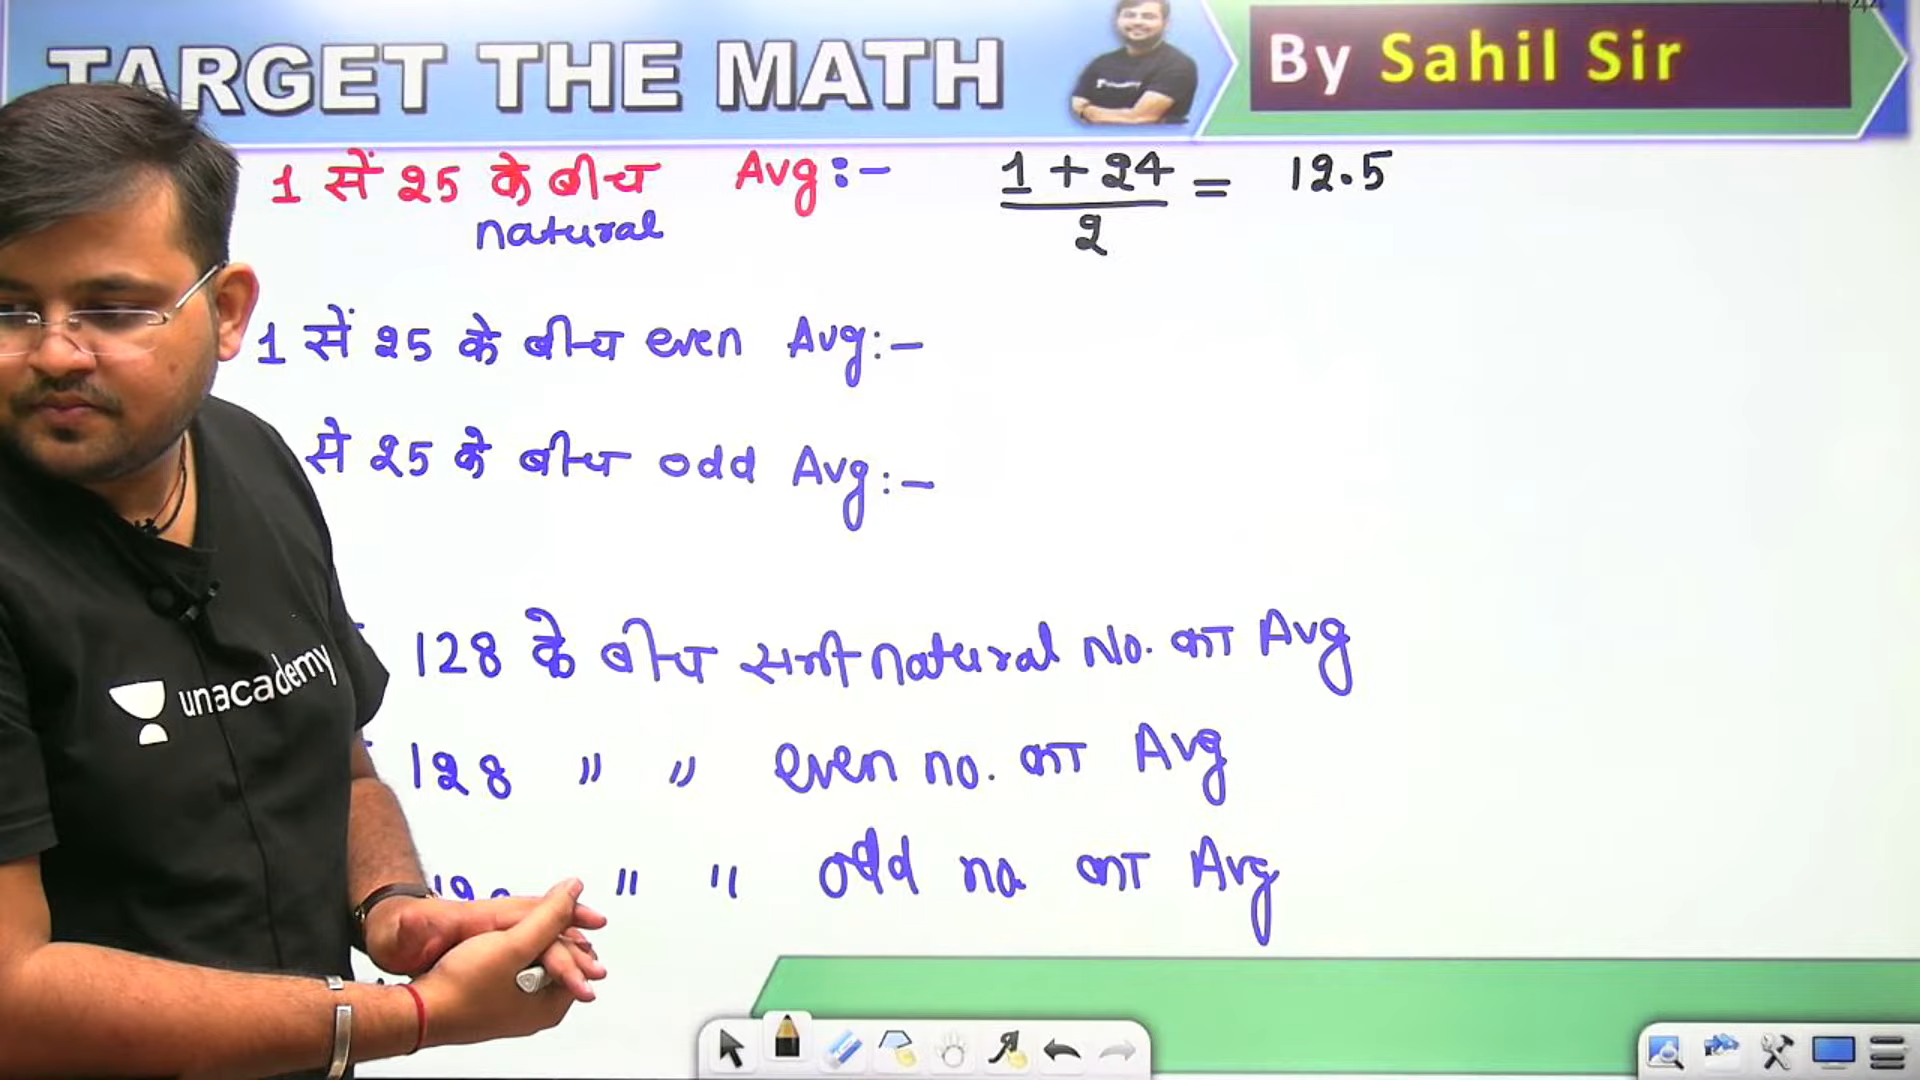 TARGET THE MATH
By Sahil Sir
1 सें 25 के बीच Avg:- 1 + 24 / 2 = 12.5
natural
1 सें 25 के बीच even Avg:-
से 25 के बीच odd Avg:-
128 के बीच सभी natural No. का Avg
128 " " even no. का Avg
" " odd no. का Avg
unacademy